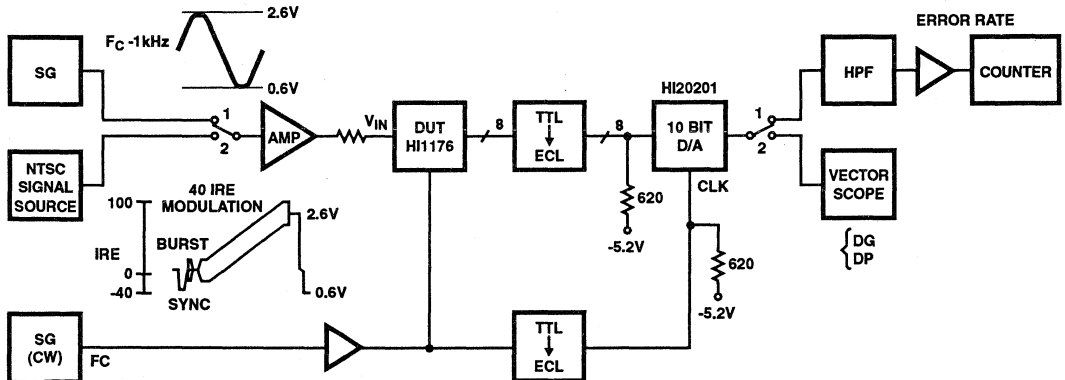 2.6V
F_C -1kHz
0.6V
SG
NTSC
SIGNAL
SOURCE
1
2
AMP
V_IN
DUT
HI1176
8
TTL
ECL
8
HI20201
10 BIT
D/A
CLK
620
-5.2V
620
-5.2V
1
2
ERROR RATE
HPF
COUNTER
VECTOR
SCOPE
DG
DP
40 IRE
MODULATION
100
2.6V
BURST
IRE
0
-40
SYNC
0.6V
SG
(CW)
FC
TTL
ECL